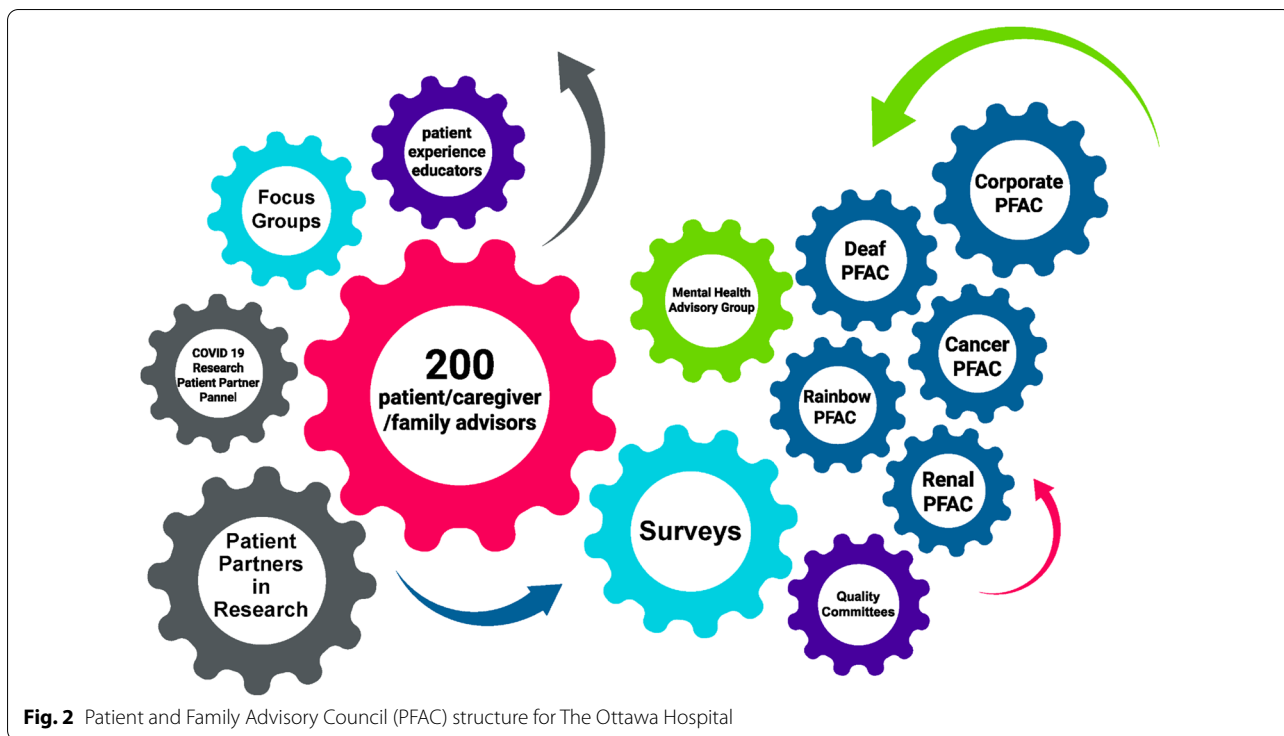 patient
experience
educators
Focus
Groups
COVID 19
Research
Patient Partner
Pannel
200
patient/caregiver
/family advisors
Patient
Partners
in
Research
Surveys
Mental Health
Advisory Group
Deaf
PFAC
Corporate
PFAC
Cancer
PFAC
Rainbow
PFAC
Renal
PFAC
Quality
Committees
Fig. 2 Patient and Family Advisory Council (PFAC) structure for The Ottawa Hospital